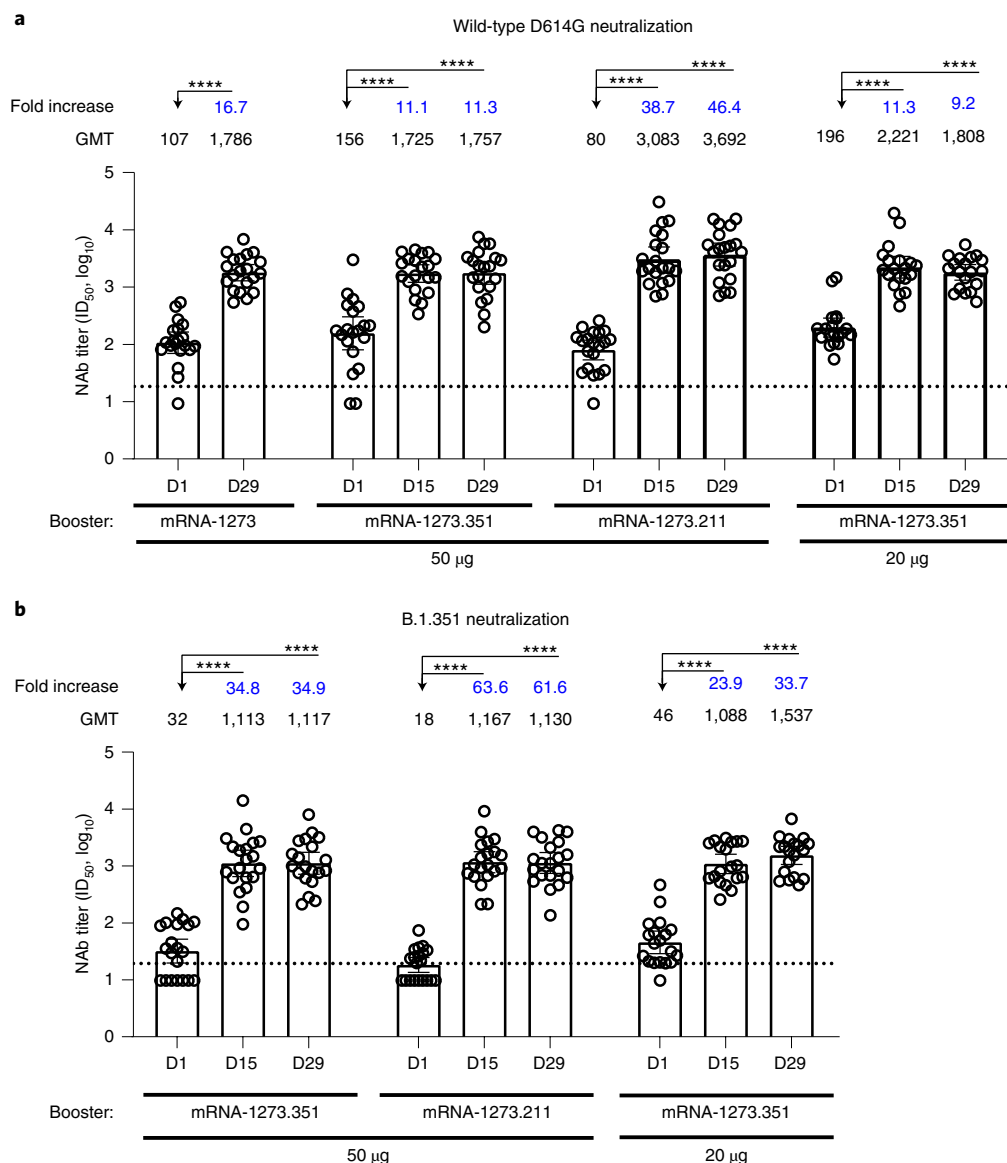 a
Wild-type D614G neutralization
**** **** **** **** **** **** ****
Fold increase 16.7 11.1 11.3 38.7 46.4 11.3 9.2
GMT 107 1,786 156 1,725 1,757 80 3,083 3,692 196 2,221 1,808
NAb titer (ID50, log10)
5
4
3
2
1
0
D1 D29 D1 D15 D29 D1 D15 D29 D1 D15 D29
Booster: mRNA-1273 mRNA-1273.351 mRNA-1273.211 mRNA-1273.351
50 μg 20 μg
b
B.1.351 neutralization
**** **** **** **** **** ****
Fold increase 34.8 34.9 63.6 61.6 23.9 33.7
GMT 32 1,113 1,117 18 1,167 1,130 46 1,088 1,537
NAb titer (ID50, log10)
5
4
3
2
1
0
D1 D15 D29 D1 D15 D29 D1 D15 D29
Booster: mRNA-1273.351 mRNA-1273.211 mRNA-1273.351
50 μg 20 μg